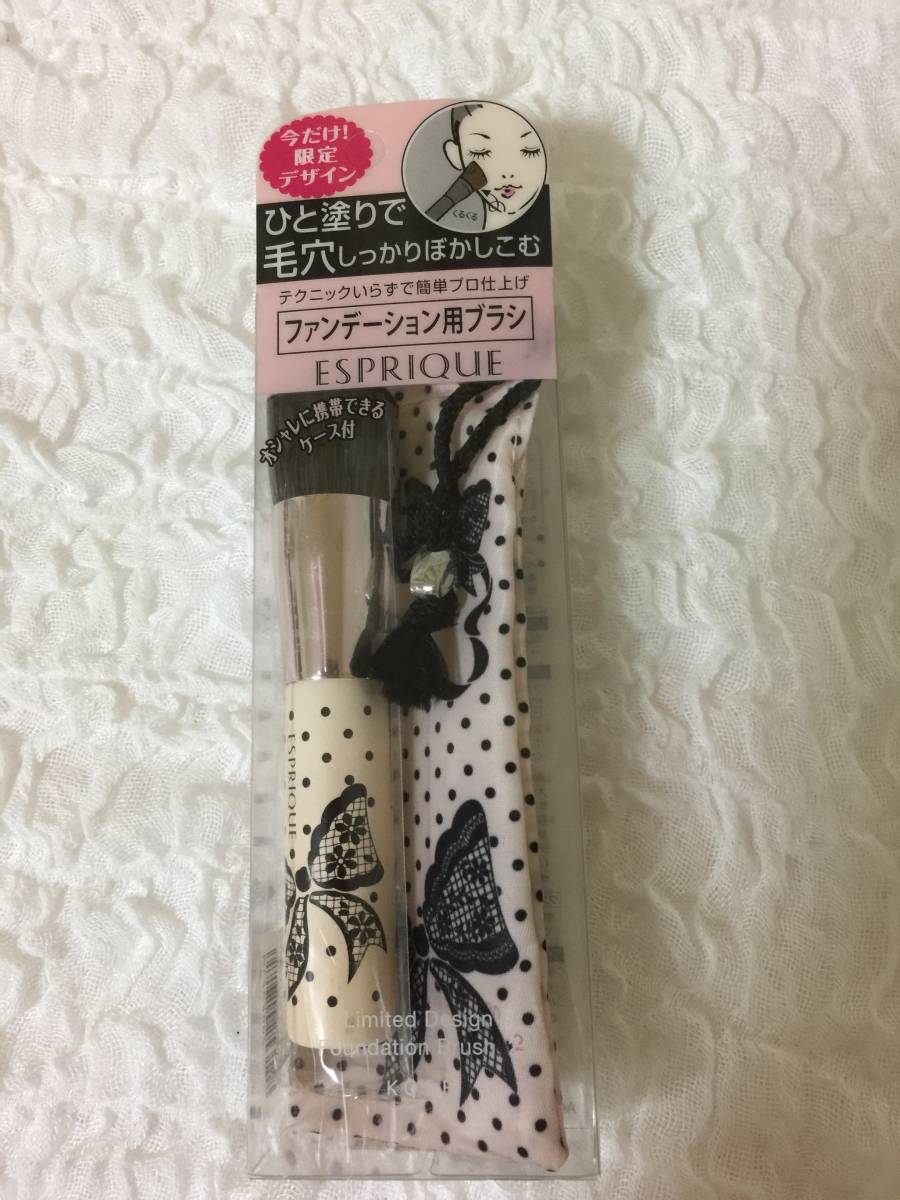 今だけ!
限定
デザイン
くるくる
ひと塗りで
毛穴しっかりぼかしこむ
テクニックいらずで簡単プロ仕上げ
ファンデーション用ブラシ
ESPRIQUE
オシャレに携帯できる
ケース付
ESPRIQUE
Limited Design
Foundation Brush 2